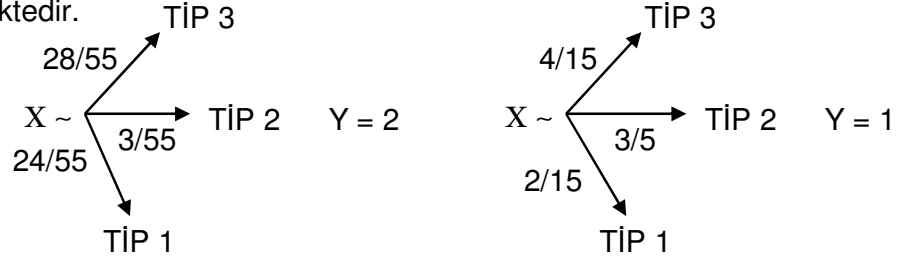 ktedir.
TİP 3 TİP 3
28/55 4/15
X ~ TİP 2 Y = 2 X ~ TİP 2 Y = 1
3/55 3/5
24/55 2/15
TİP 1 TİP 1